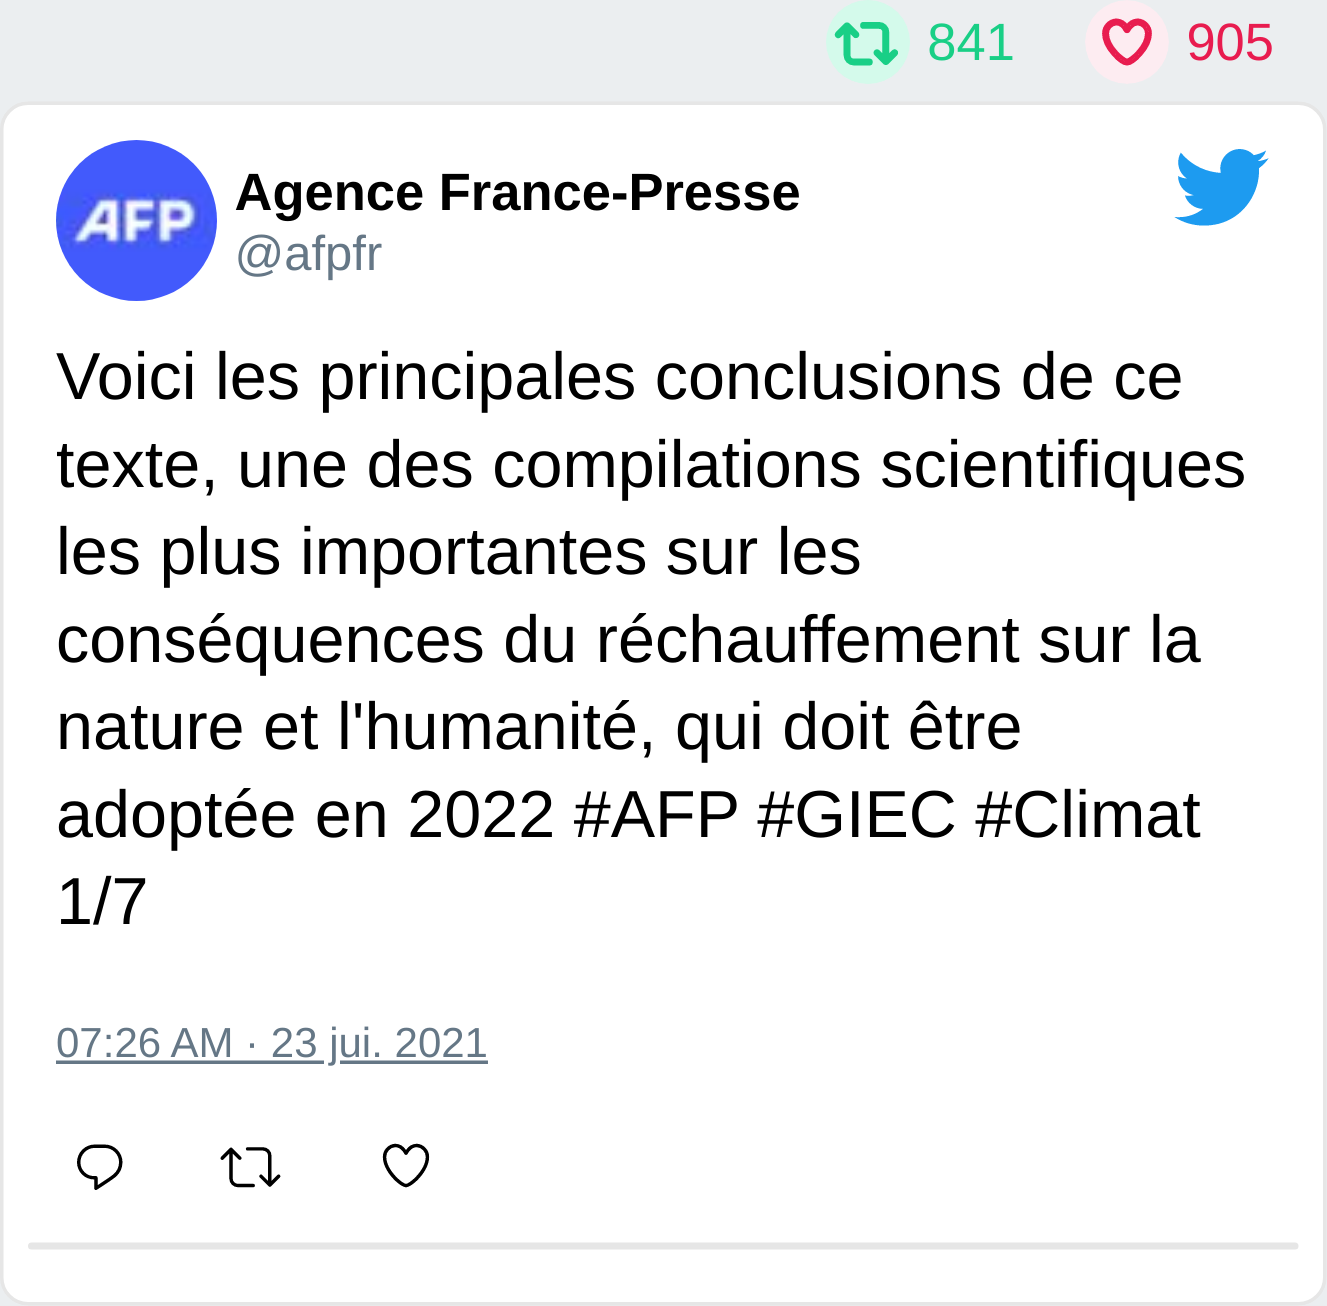 841 905
AFP
Agence France-Presse
@afpfr
Voici les principales conclusions de ce
texte, une des compilations scientifiques
les plus importantes sur les
conséquences du réchauffement sur la
nature et l'humanité, qui doit être
adoptée en 2022 #AFP #GIEC #Climat
1/7
07:26 AM · 23 jui. 2021